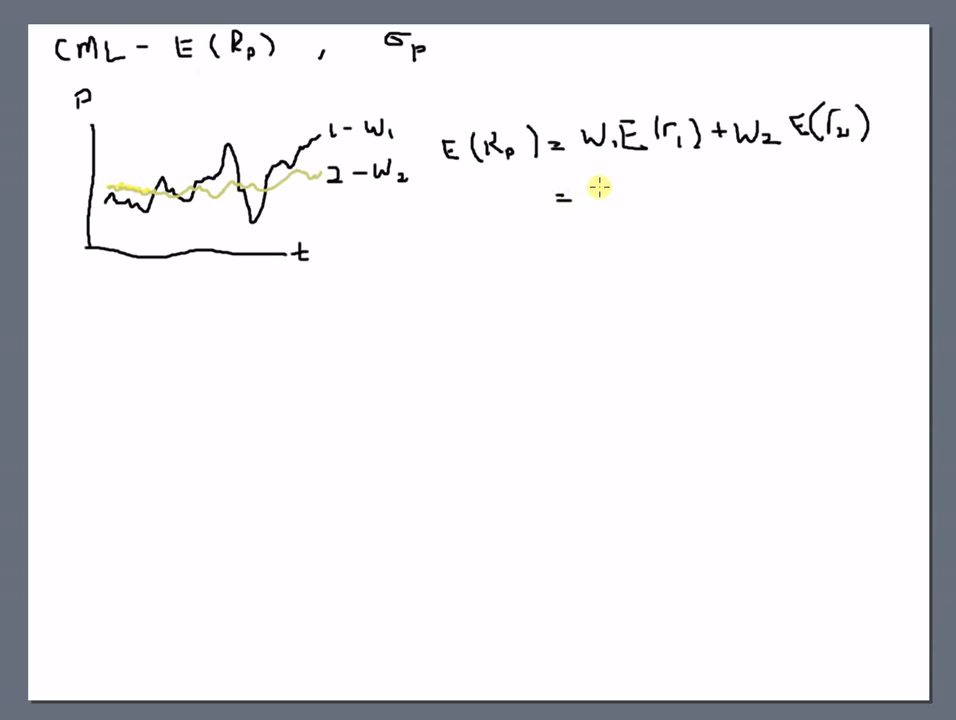 CML - E(Rp), σp
P
1 - W1
2 - W2
t
E(Rp) = W1E(r1) + W2 E(r2)
=